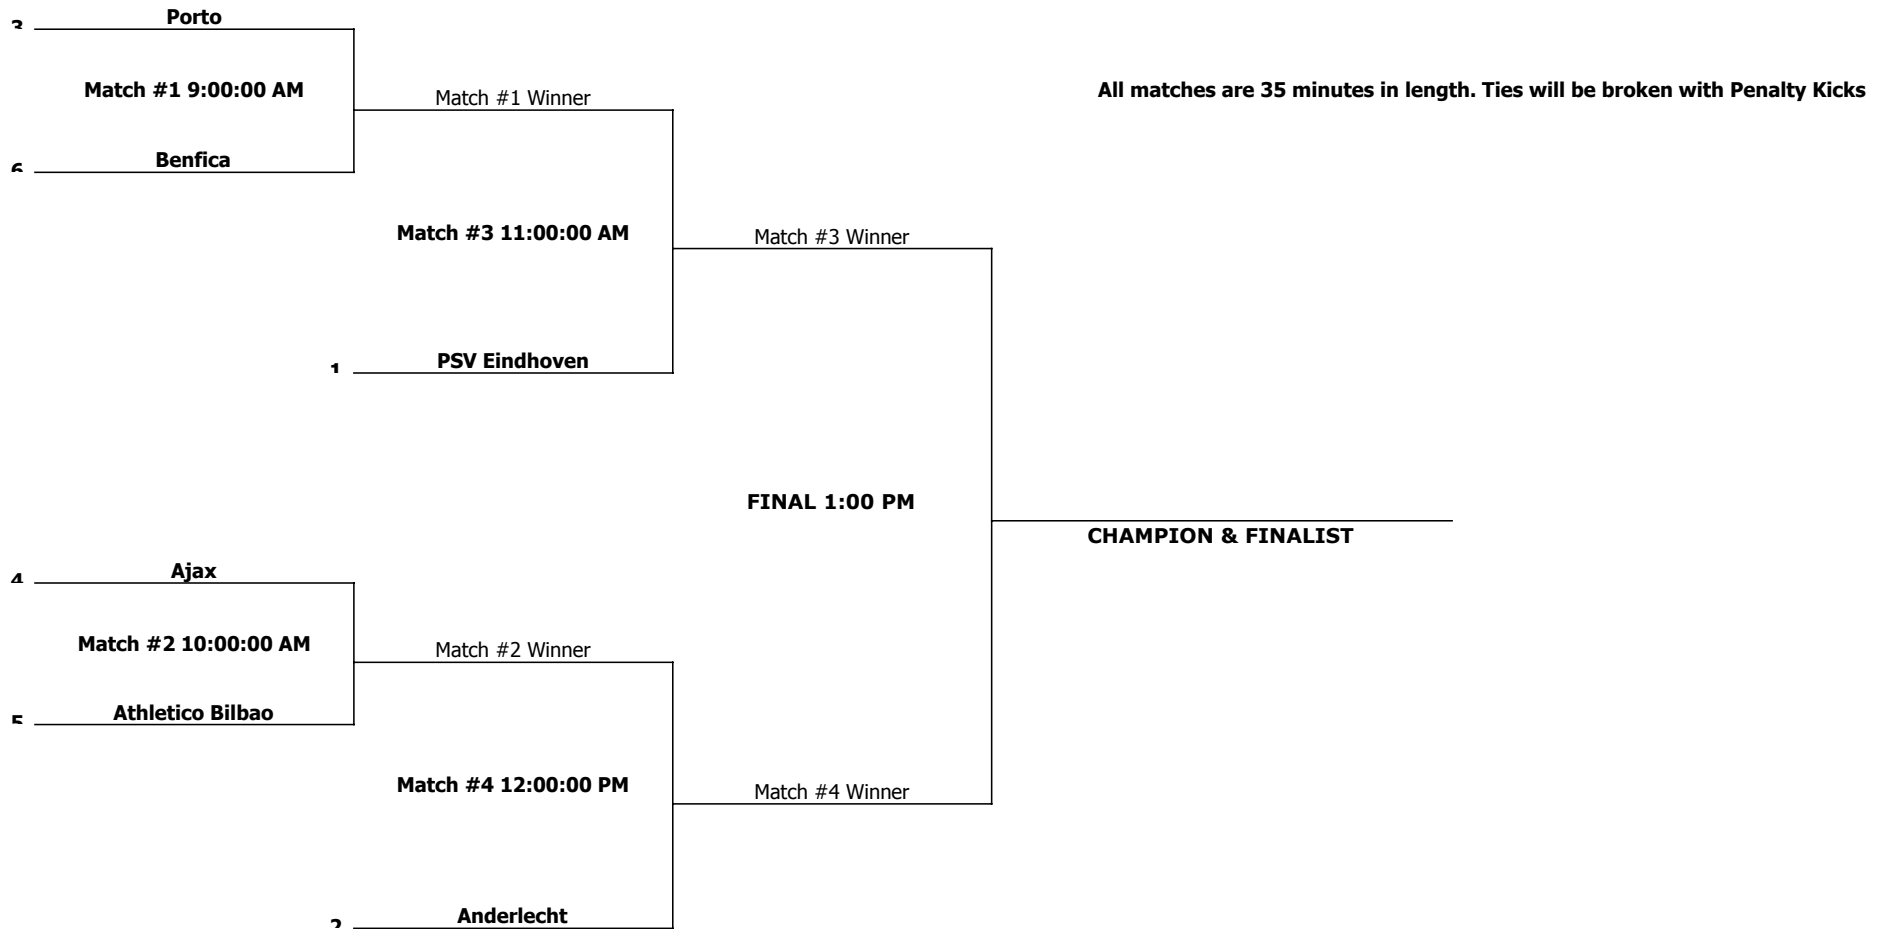 3 Porto
Match #1 9:00:00 AM
Match #1 Winner
All matches are 35 minutes in length. Ties will be broken with Penalty Kicks
6 Benfica
Match #3 11:00:00 AM
Match #3 Winner
1 PSV Eindhoven
FINAL 1:00 PM
CHAMPION & FINALIST
4 Ajax
Match #2 10:00:00 AM
Match #2 Winner
5 Athletico Bilbao
Match #4 12:00:00 PM
Match #4 Winner
2 Anderlecht